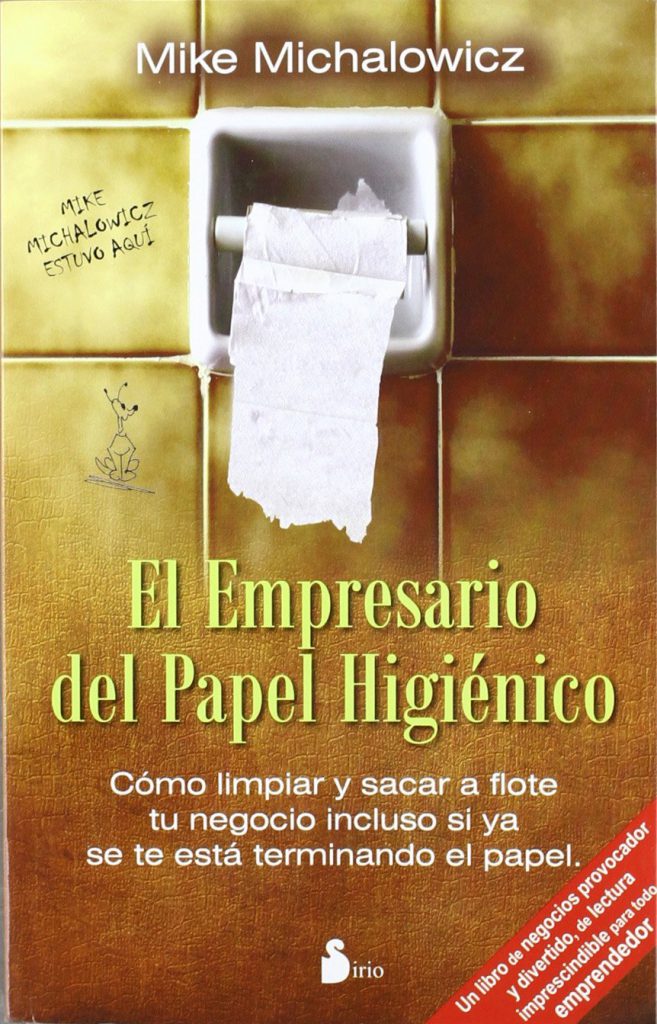 Mike Michalowicz
MIKE
MICHALOWICZ
ESTUVO AQUÍ
El Empresario
del Papel Higiénico
Cómo limpiar y sacar a flote
tu negocio incluso si ya
se te está terminando el papel.
Un libro de negocios provocador
y divertido, de lectura
imprescindible para todo
emprendedor
Sirio